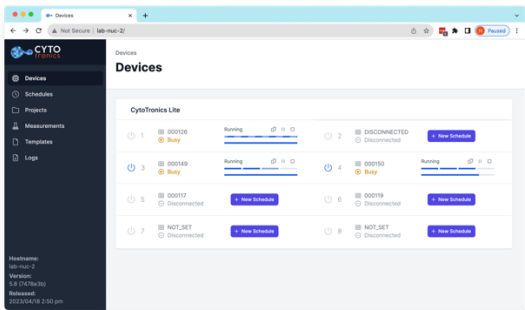 Devices
Not Secure | lab-nuc-2/
Paused
CYTO
tronics
Devices
Schedules
Projects
Measurements
Templates
Logs
Hostname:
lab-nuc-2
Version:
5.8 (7478e3b)
Released:
2023/04/18 2:50 pm
Devices
Devices
CytoTronics Lite
1
000126
Busy
Running
2
DISCONNECTED
Disconnected
+ New Schedule
3
000149
Busy
Running
4
000150
Busy
Running
5
000117
Disconnected
+ New Schedule
6
000119
Disconnected
+ New Schedule
7
NOT_SET
Disconnected
+ New Schedule
8
NOT_SET
Disconnected
+ New Schedule